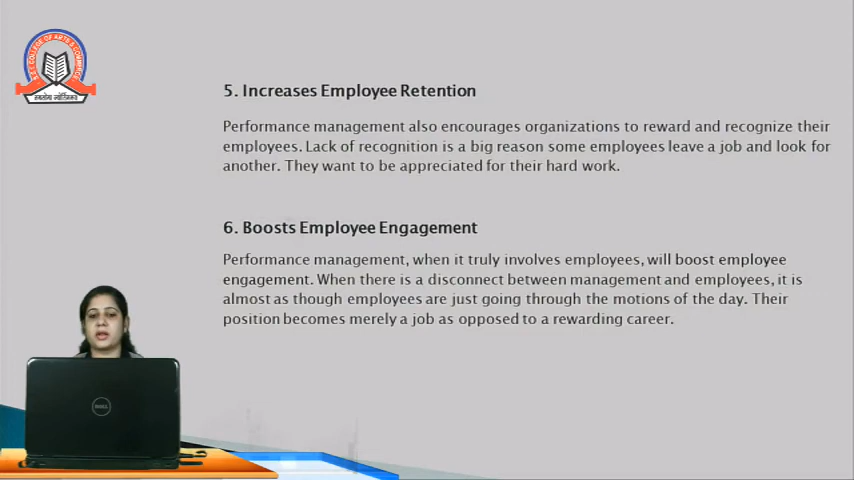 5. Increases Employee Retention
Performance management also encourages organizations to reward and recognize their
employees. Lack of recognition is a big reason some employees leave a job and look for
another. They want to be appreciated for their hard work.
6. Boosts Employee Engagement
Performance management, when it truly involves employees, will boost employee
engagement. When there is a disconnect between management and employees, it is
almost as though employees are just going through the motions of the day. Their
position becomes merely a job as opposed to a rewarding career.
COLLEGE OF ARTS & COMMERCE
DELL